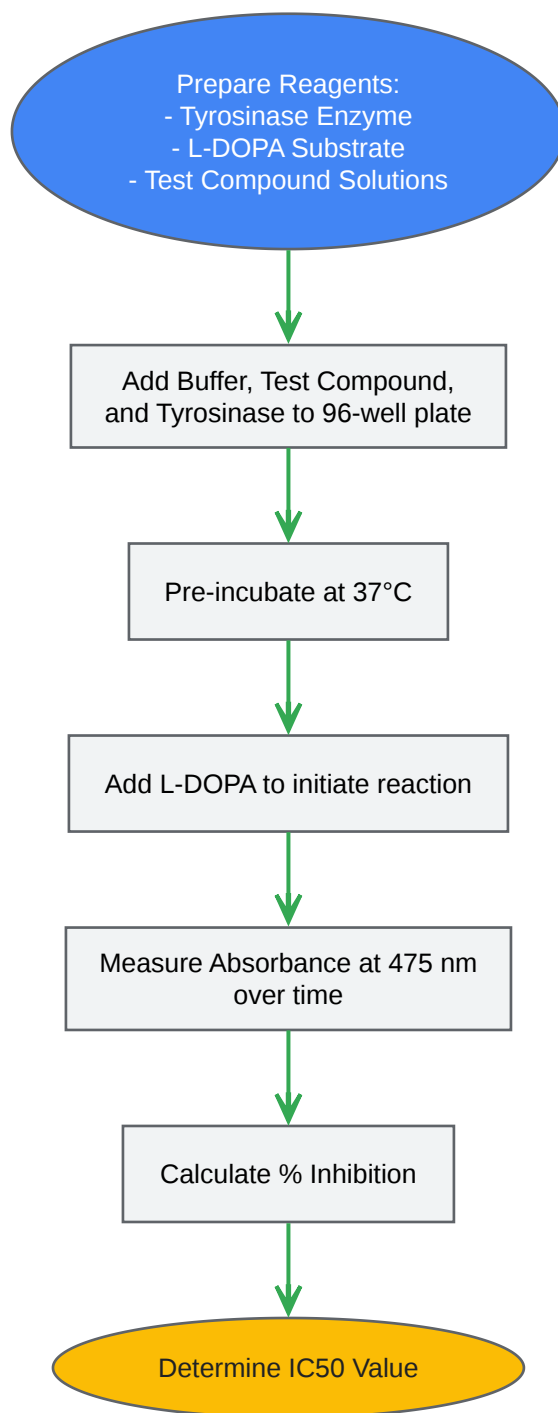 Prepare Reagents:
- Tyrosinase Enzyme
- L-DOPA Substrate
- Test Compound Solutions
Add Buffer, Test Compound,
and Tyrosinase to 96-well plate
Pre-incubate at 37°C
Add L-DOPA to initiate reaction
Measure Absorbance at 475 nm
over time
Calculate % Inhibition
Determine IC50 Value